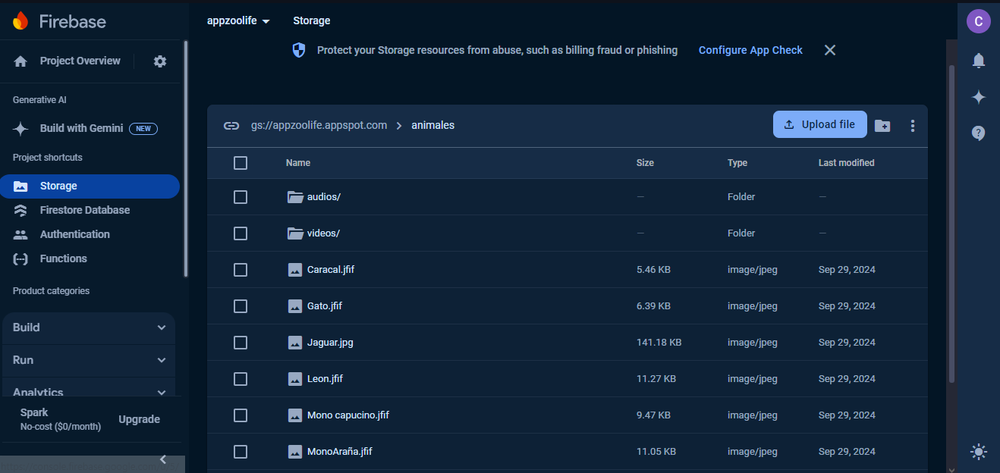 Firebase
appzoolife
Storage
Project Overview
Protect your Storage resources from abuse, such as billing fraud or phishing
Configure App Check
C
Generative AI
Build with Gemini NEW
Project shortcuts
Storage
Firestore Database
Authentication
Functions
Product categories
Build
Run
Analytics
Spark
No-cost ($0/month)
Upgrade
gs://appzoolife.appspot.com > animales
Upload file
Name Size Type Last modified
audios/ — Folder —
videos/ — Folder —
Caracal.jfif 5.46 KB image/jpeg Sep 29, 2024
Gato.jfif 6.39 KB image/jpeg Sep 29, 2024
Jaguar.jpg 141.18 KB image/jpeg Sep 29, 2024
Leon.jfif 11.27 KB image/jpeg Sep 29, 2024
Mono capucino.jfif 9.47 KB image/jpeg Sep 29, 2024
MonoAraña.jfif 11.05 KB image/jpeg Sep 29, 2024